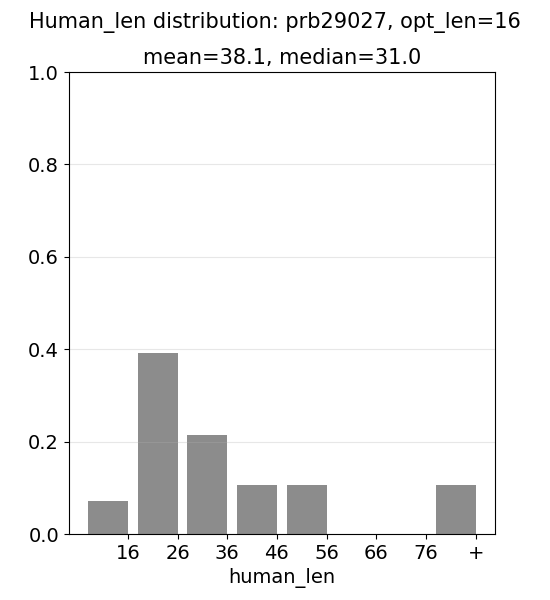 Human_len distribution: prb29027, opt_len=16
mean=38.1, median=31.0
1.0
0.8
0.6
0.4
0.2
0.0
16 26 36 46 56 66 76 +
human_len